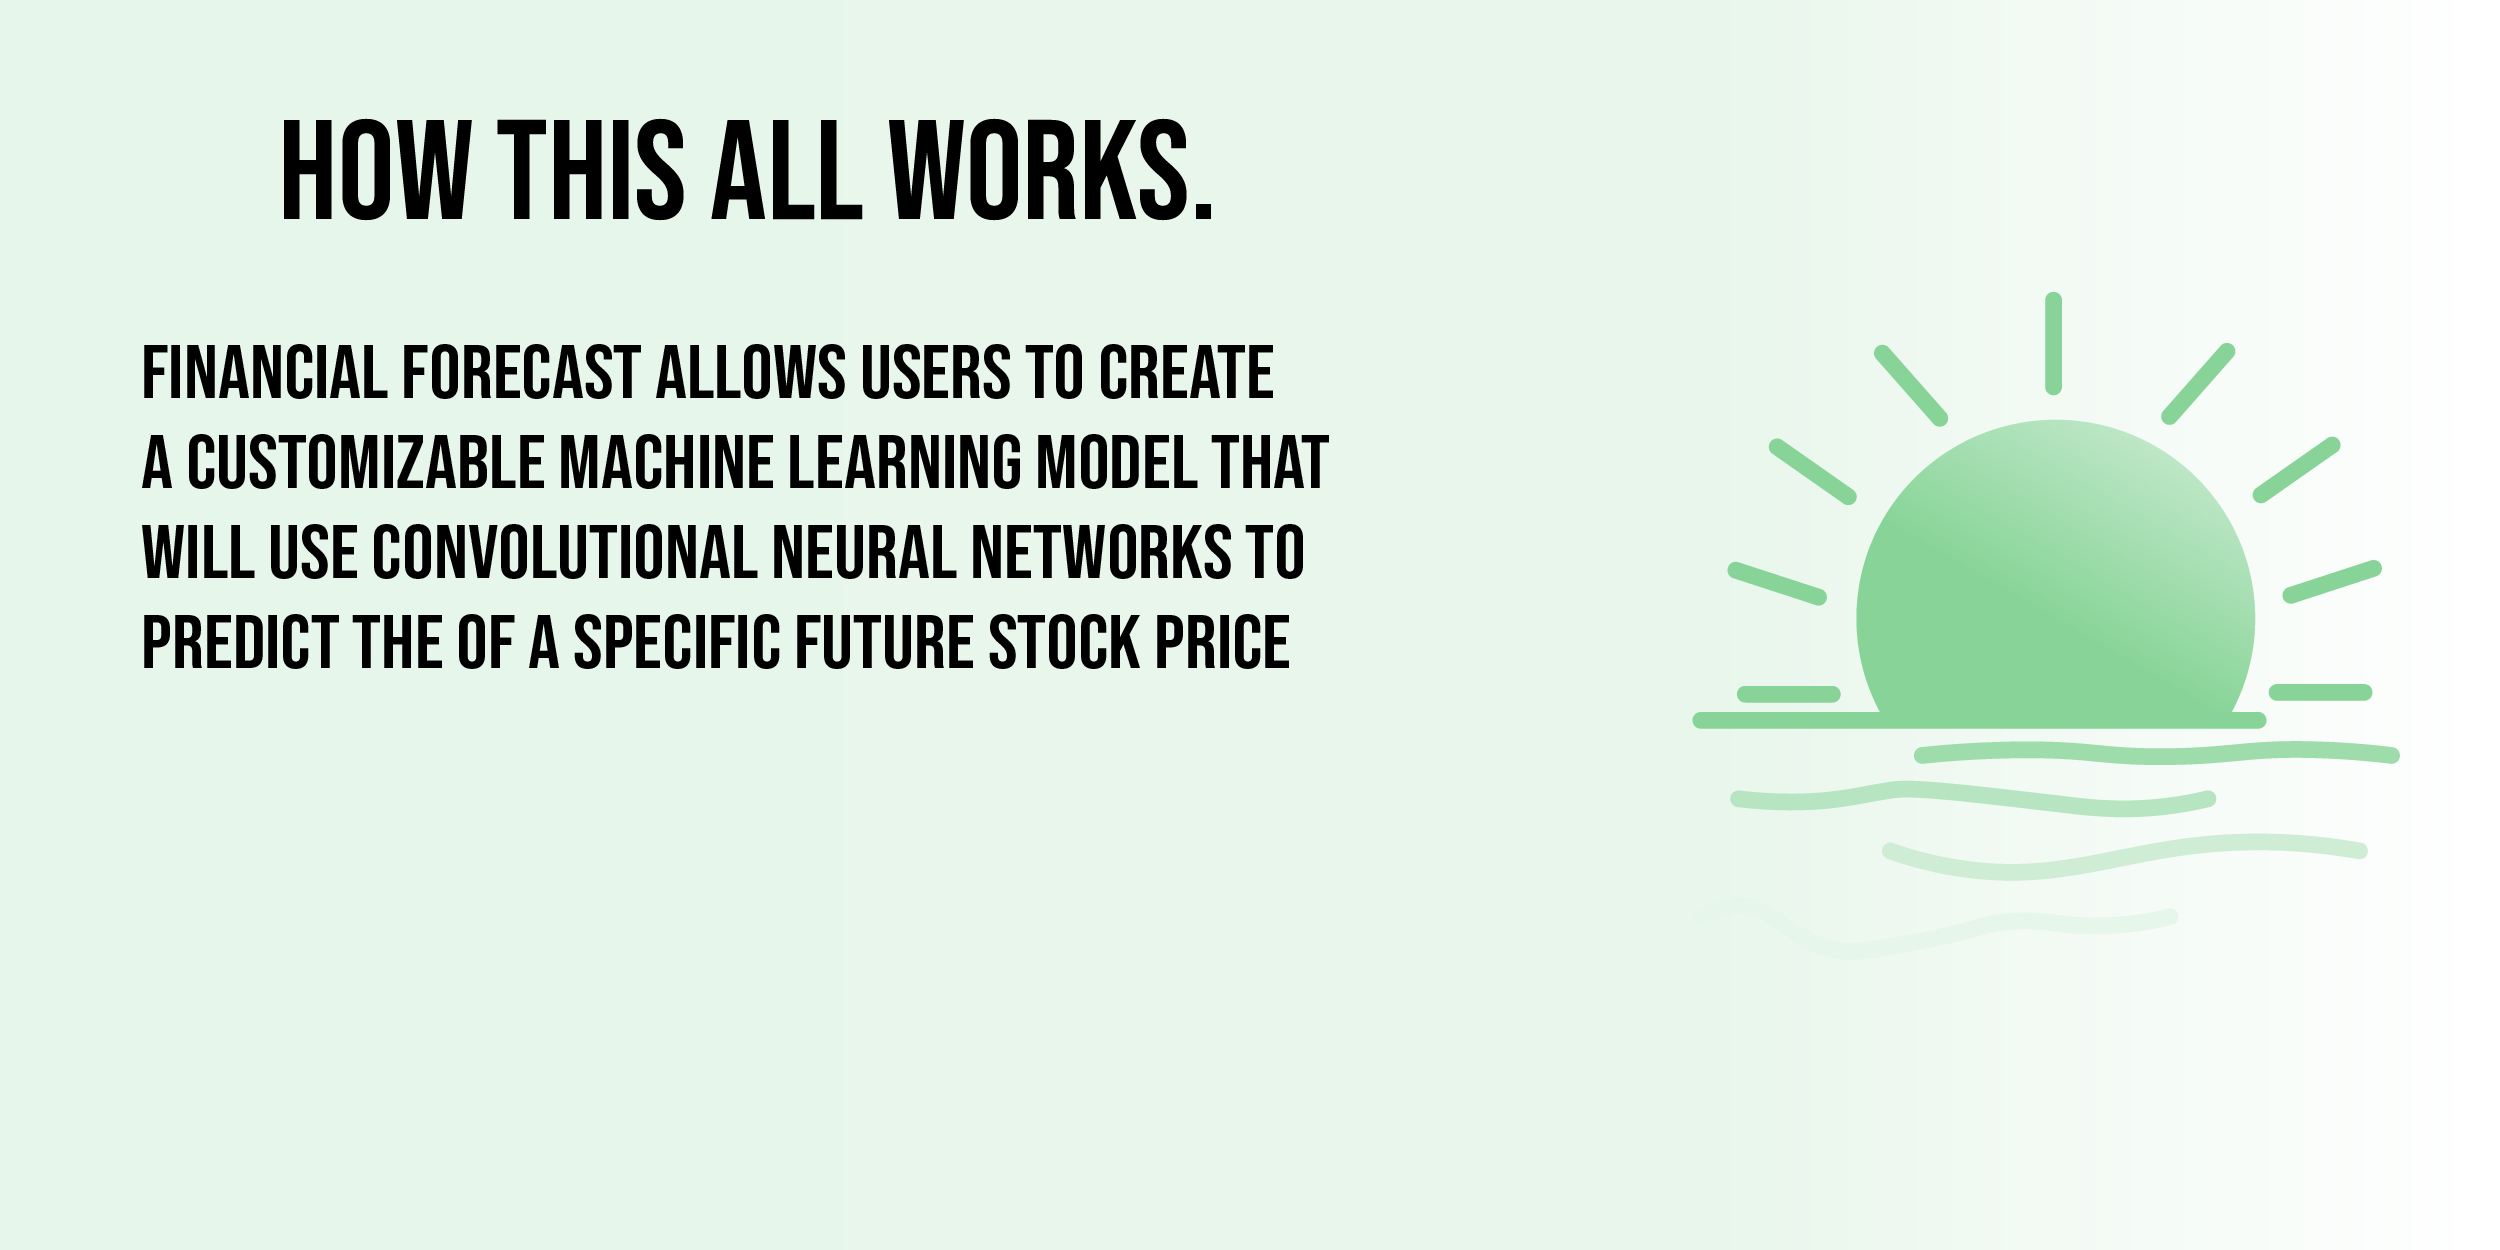 HOW THIS ALL WORKS.
FINANCIAL FORECAST ALLOWS USERS TO CREATE
A CUSTOMIZABLE MACHINE LEARNING MODEL THAT
WILL USE CONVOLUTIONAL NEURAL NETWORKS TO
PREDICT THE OF A SPECIFIC FUTURE STOCK PRICE